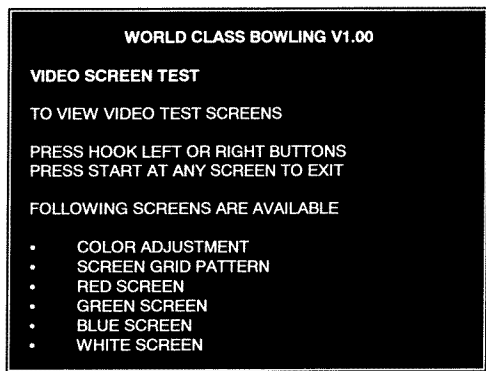 WORLD CLASS BOWLING V1.00
VIDEO SCREEN TEST
TO VIEW VIDEO TEST SCREENS
PRESS HOOK LEFT OR RIGHT BUTTONS
PRESS START AT ANY SCREEN TO EXIT
FOLLOWING SCREENS ARE AVAILABLE
• COLOR ADJUSTMENT
• SCREEN GRID PATTERN
• RED SCREEN
• GREEN SCREEN
• BLUE SCREEN
• WHITE SCREEN